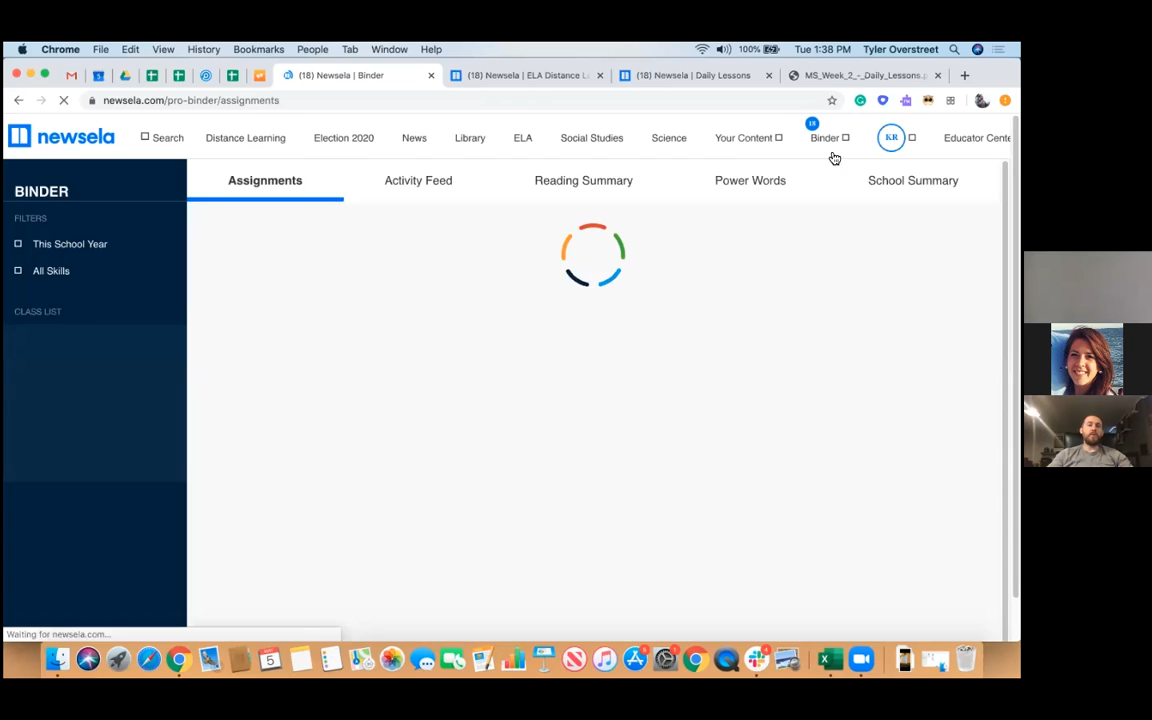 Chrome File Edit View History Bookmarks People Tab Window Help 100% Tue 1:38 PM Tyler Overstreet
(18) Newsela | Binder
(18) Newsela | ELA Distance L
(18) Newsela | Daily Lessons
MS_Week_2_-_Daily_Lessons.p
newsela.com/pro-binder/assignments
newsela Search Distance Learning Election 2020 News Library ELA Social Studies Science Your Content 18 Binder KR Educator Cente
BINDER
Assignments Activity Feed Reading Summary Power Words School Summary
FILTERS
This School Year
All Skills
CLASS LIST
Waiting for newsela.com...
5